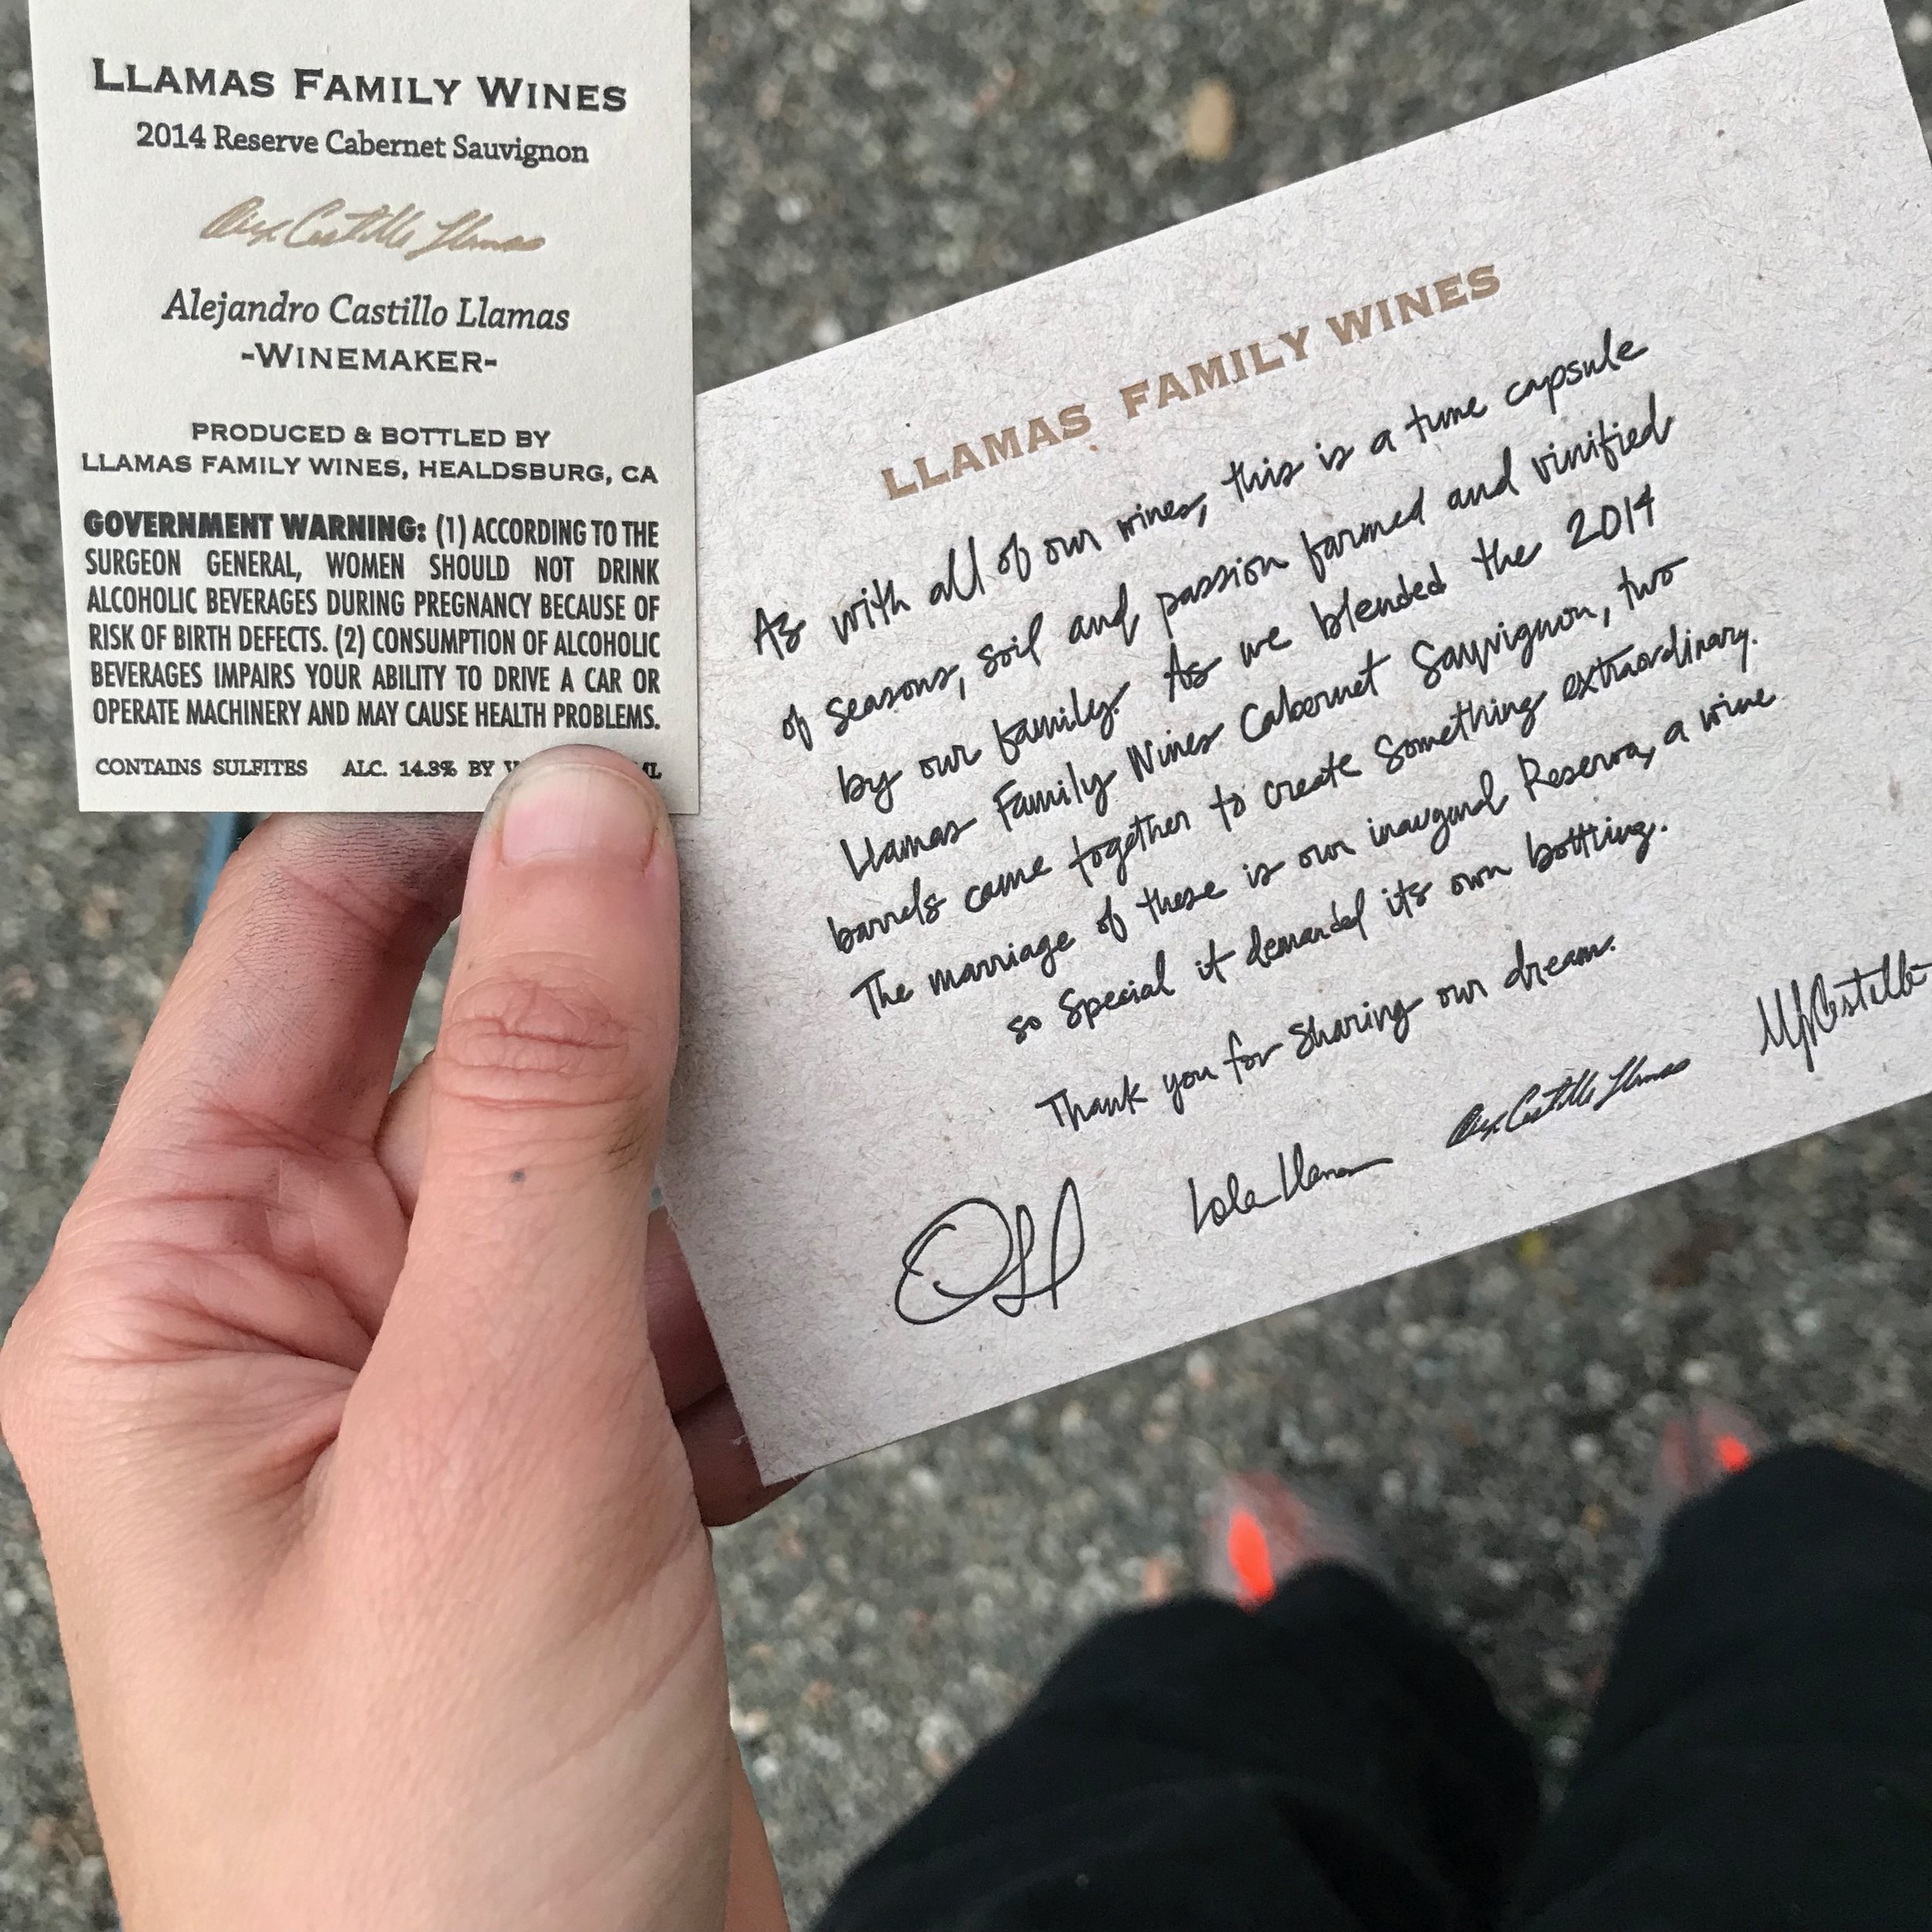 LLAMAS FAMILY WINES
2014 Reserve Cabernet Sauvignon
Alex Castillo Llamas
Alejandro Castillo Llamas
-WINEMAKER-
PRODUCED & BOTTLED BY
LLAMAS FAMILY WINES, HEALDSBURG, CA
GOVERNMENT WARNING: (1) ACCORDING TO THE
SURGEON GENERAL, WOMEN SHOULD NOT DRINK
ALCOHOLIC BEVERAGES DURING PREGNANCY BECAUSE OF
RISK OF BIRTH DEFECTS. (2) CONSUMPTION OF ALCOHOLIC
BEVERAGES IMPAIRS YOUR ABILITY TO DRIVE A CAR OR
OPERATE MACHINERY AND MAY CAUSE HEALTH PROBLEMS.
CONTAINS SULFITES ALC. 14.3% BY
LLAMAS FAMILY WINES
As with all of our wines, this is a time capsule
of seasons, soil and passion farmed and vinified
by our family. As we blended the 2014
Llamas Family Wines Cabernet Sauvignon, two
barrels came together to create something extraordinary.
The marriage of these is our inaugural Reserva, a wine
so special it demanded its own bottling.
Thank you for sharing our dream.
Lola Llamas
Alex Castillo Llamas